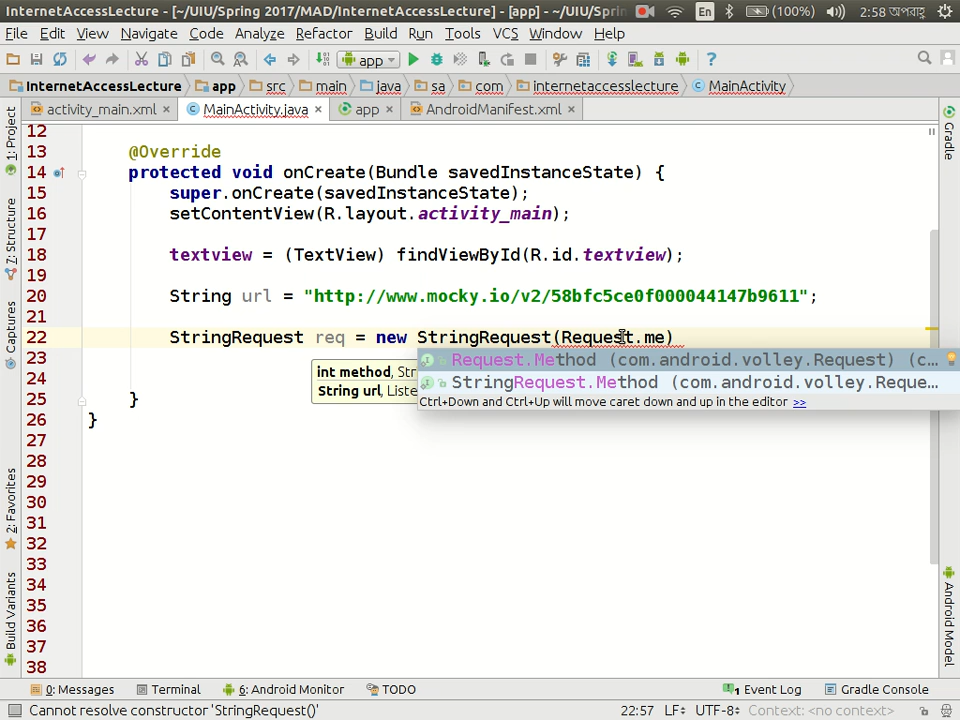 InternetAccessLecture - [~/UIU/Spring 2017/MAD/InternetAccessLecture] - [app] - ~/UIU/Sprin En (100%) 2:58 অপরাহ্ণ
File Edit View Navigate Code Analyze Refactor Build Run Tools VCS Window Help
app
InternetAccessLecture app src main java sa com internetaccesslecture MainActivity
activity_main.xml MainActivity.java app AndroidManifest.xml
12
13 @Override
14 protected void onCreate(Bundle savedInstanceState) {
15 super.onCreate(savedInstanceState);
16 setContentView(R.layout.activity_main);
17
18 textview = (TextView) findViewById(R.id.textview);
19
20 String url = "http://www.mocky.io/v2/58bfc5ce0f000044147b9611";
21
22 StringRequest req = new StringRequest(Request.me)
Request.Method (com.android.volley.Request) (c...
int method, Str
StringRequest.Method (com.android.volley.Reque...
String url, Liste
Ctrl+Down and Ctrl+Up will move caret down and up in the editor >>
23
24
25 }
26 }
27
28
29
30
31
32
33
34
35
36
37
38
1: Project
7: Structure
Captures
2: Favorites
Build Variants
Gradle
Android Model
0: Messages Terminal 6: Android Monitor TODO 1 Event Log Gradle Console
Cannot resolve constructor 'StringRequest()' 22:57 LF÷ UTF-8÷ Context: <no context>